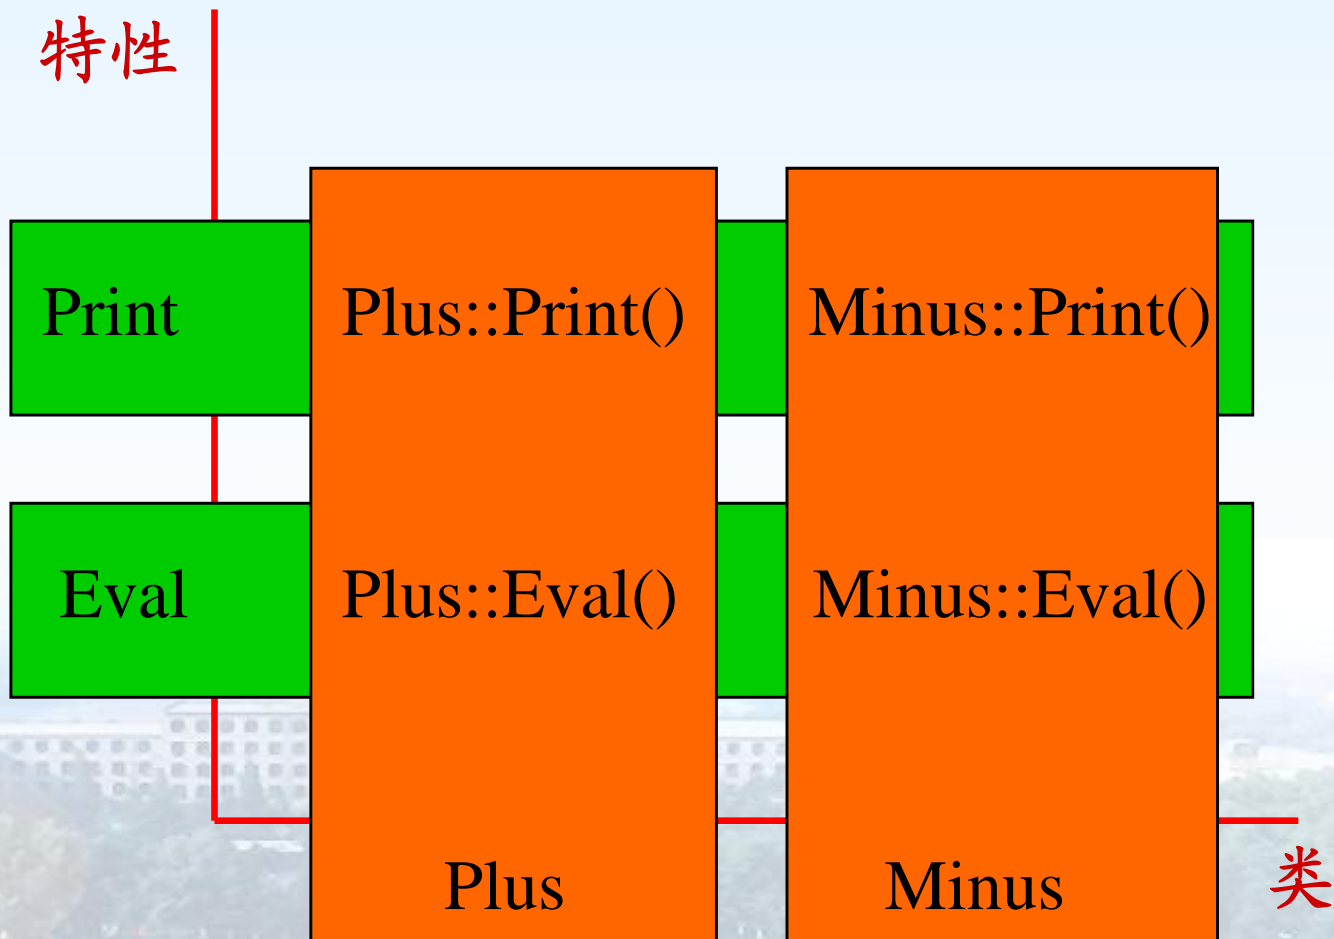 特性
Print Plus::Print() Minus::Print()
Eval Plus::Eval() Minus::Eval()
Plus Minus 类